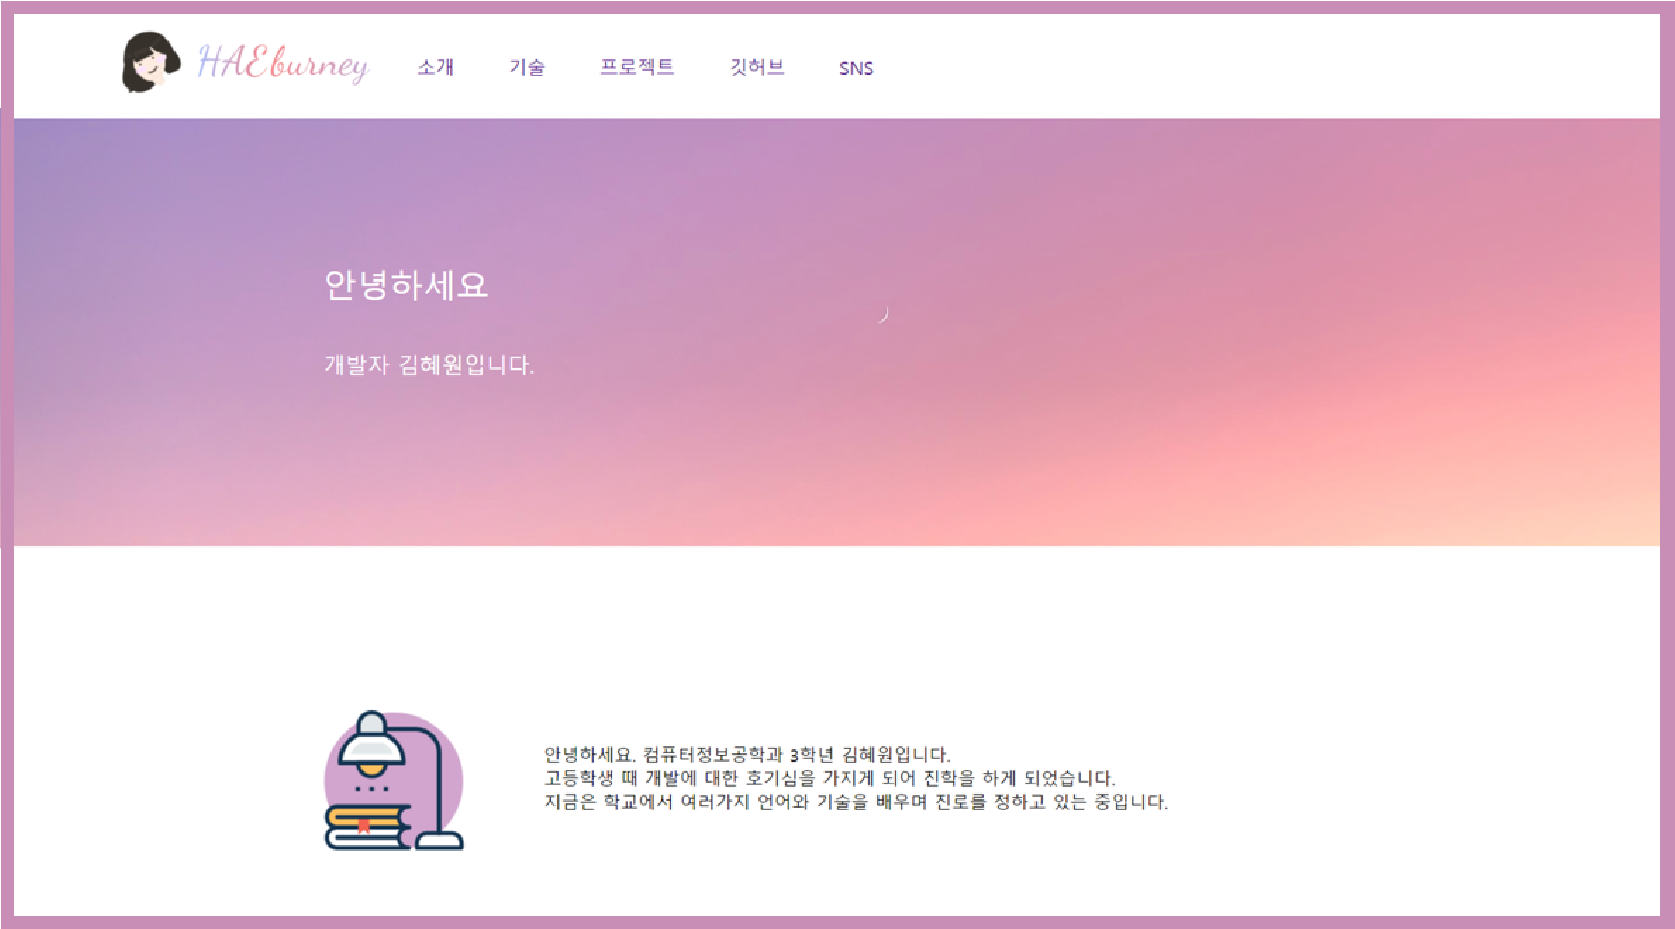 HAEburney 소개 기술 프로젝트 깃허브 SNS
안녕하세요
개발자 김혜원입니다.
안녕하세요. 컴퓨터정보공학과 3학년 김혜원입니다.
고등학생 때 개발에 대한 호기심을 가지게 되어 진학을 하게 되었습니다.
지금은 학교에서 여러가지 언어와 기술을 배우며 진로를 정하고 있는 중입니다.